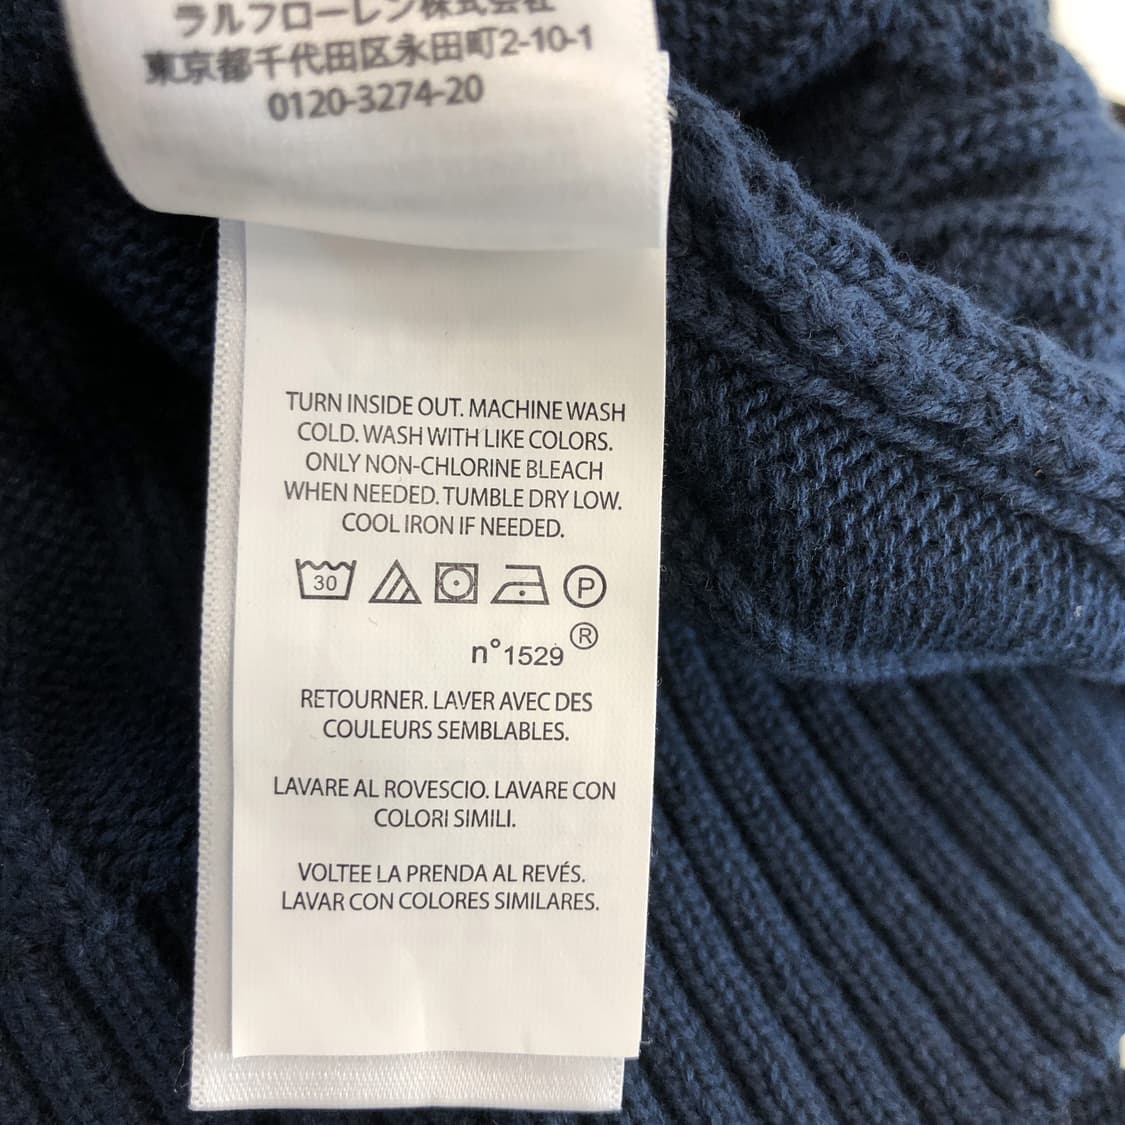 ラルフローレン株式会社
東京都千代田区永田町2-10-1
0120-3274-20
TURN INSIDE OUT. MACHINE WASH
COLD. WASH WITH LIKE COLORS.
ONLY NON-CHLORINE BLEACH
WHEN NEEDED. TUMBLE DRY LOW.
COOL IRON IF NEEDED.
30 P
n°1529 ®
RETOURNER. LAVER AVEC DES
COULEURS SEMBLABLES.
LAVARE AL ROVESCIO. LAVARE CON
COLORI SIMILI.
VOLTEE LA PRENDA AL REVÉS.
LAVAR CON COLORES SIMILARES.